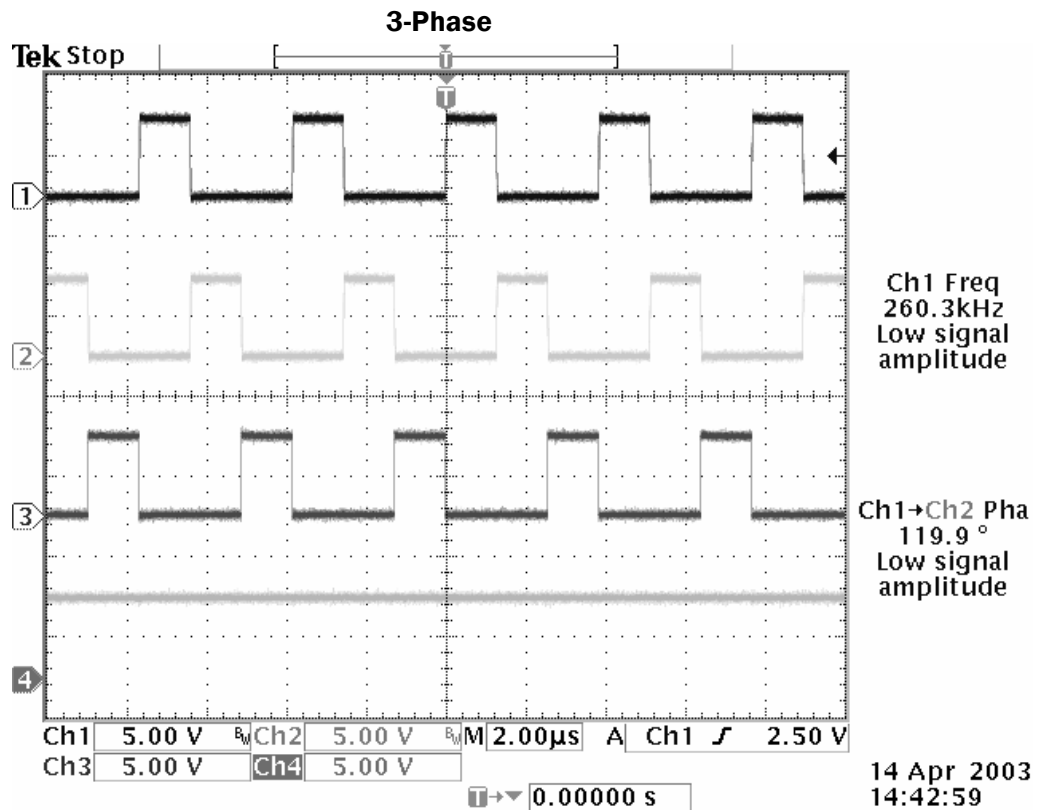 3-Phase
Tek Stop
T
T
1
2
Ch1 Freq
260.3kHz
Low signal
amplitude
3
Ch1→Ch2 Pha
119.9 °
Low signal
amplitude
4
Ch1 5.00 V BW Ch2 5.00 V BW M 2.00µs A Ch1 2.50 V
Ch3 5.00 V Ch4 5.00 V
T→▼ 0.00000 s
14 Apr 2003
14:42:59